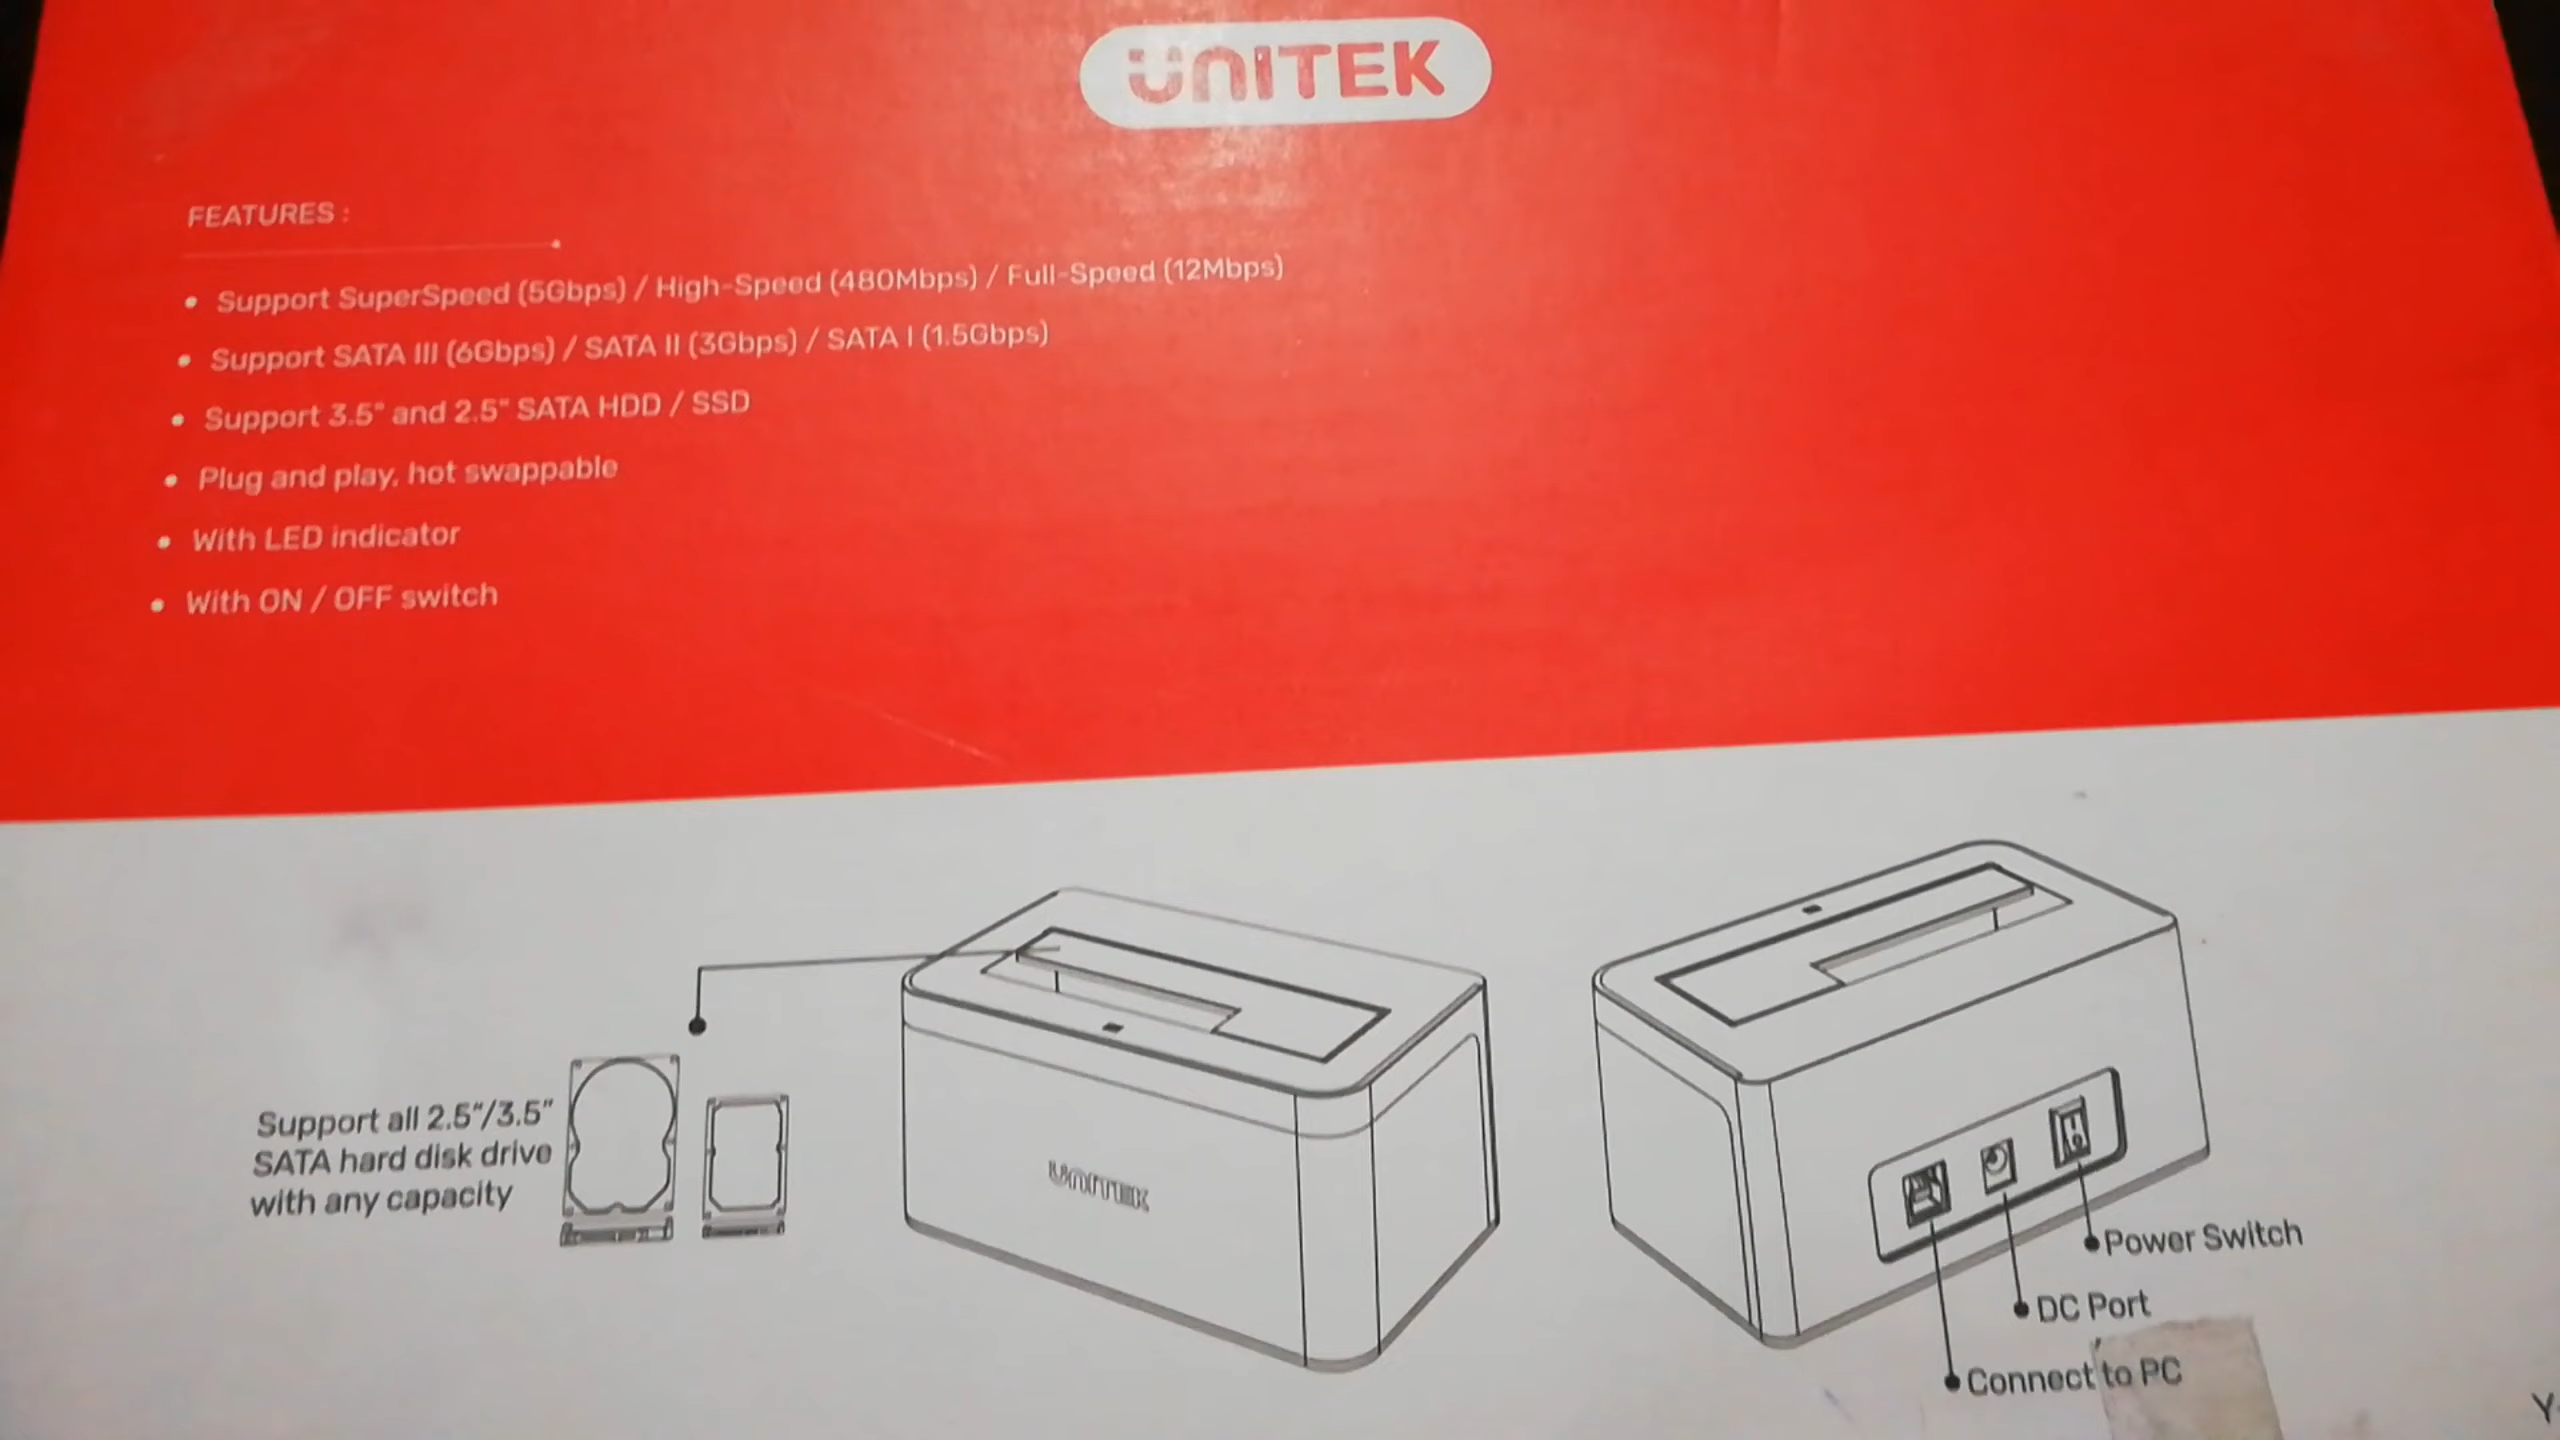 UNITEK
FEATURES :
• Support SuperSpeed (5Gbps) / High-Speed (480Mbps) / Full-Speed (12Mbps)
• Support SATA III (6Gbps) / SATA II (3Gbps) / SATA I (1.5Gbps)
• Support 3.5" and 2.5" SATA HDD / SSD
• Plug and play, hot swappable
• With LED indicator
• With ON / OFF switch
Support all 2.5"/3.5"
SATA hard disk drive
with any capacity
UNITEK
Power Switch
DC Port
Connect to PC